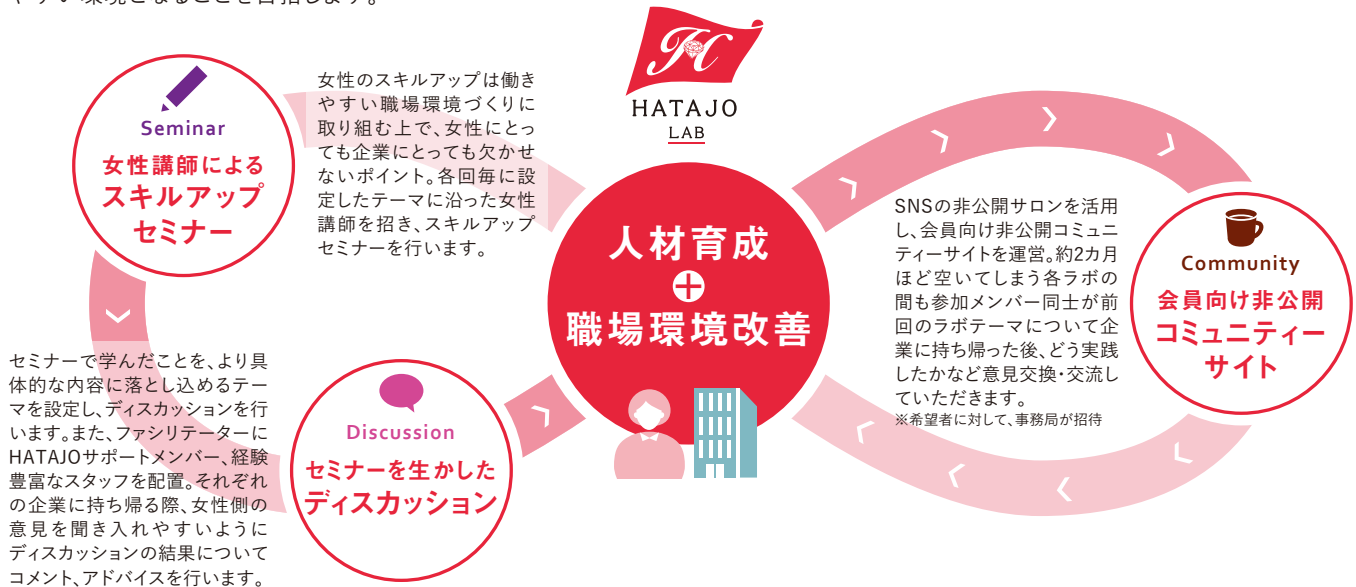 やすい環境となることを目指します。
HATAJO
LAB
Seminar
女性講師による
スキルアップ
セミナー
女性のスキルアップは働き
やすい職場環境づくりに
取り組む上で、女性にとっ
ても企業にとっても欠かせ
ないポイント。各回毎に設
定したテーマに沿った女性
講師を招き、スキルアップ
セミナーを行います。
セミナーで学んだことを、より具
体的な内容に落とし込めるテー
マを設定し、ディスカッションを行
います。また、ファシリテーターに
HATAJOサポートメンバー、経験
豊富なスタッフを配置。それぞれ
の企業に持ち帰る際、女性側の
意見を聞き入れやすいように
ディスカッションの結果について
コメント、アドバイスを行います。
Discussion
セミナーを生かした
ディスカッション
人材育成
+
職場環境改善
SNSの非公開サロンを活用
し、会員向け非公開コミュニ
ティーサイトを運営。約2カ月
ほど空いてしまう各ラボの
間も参加メンバー同士が前
回のラボテーマについて企
業に持ち帰った後、どう実践
したかなど意見交換・交流し
ていただきます。
※希望者に対して、事務局が招待
Community
会員向け非公開
コミュニティー
サイト